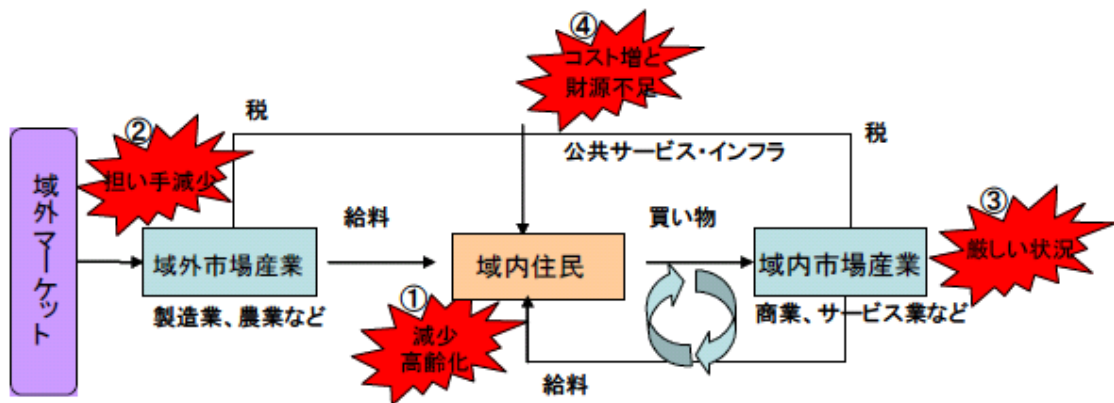 ④
コスト増と
財源不足
税
税
②
担い手減少
公共サービス・インフラ
域外マーケット
給料
買い物
③
厳しい状況
域外市場産業
域内住民
域内市場産業
製造業、農業など
商業、サービス業など
①
減少
高齢化
給料